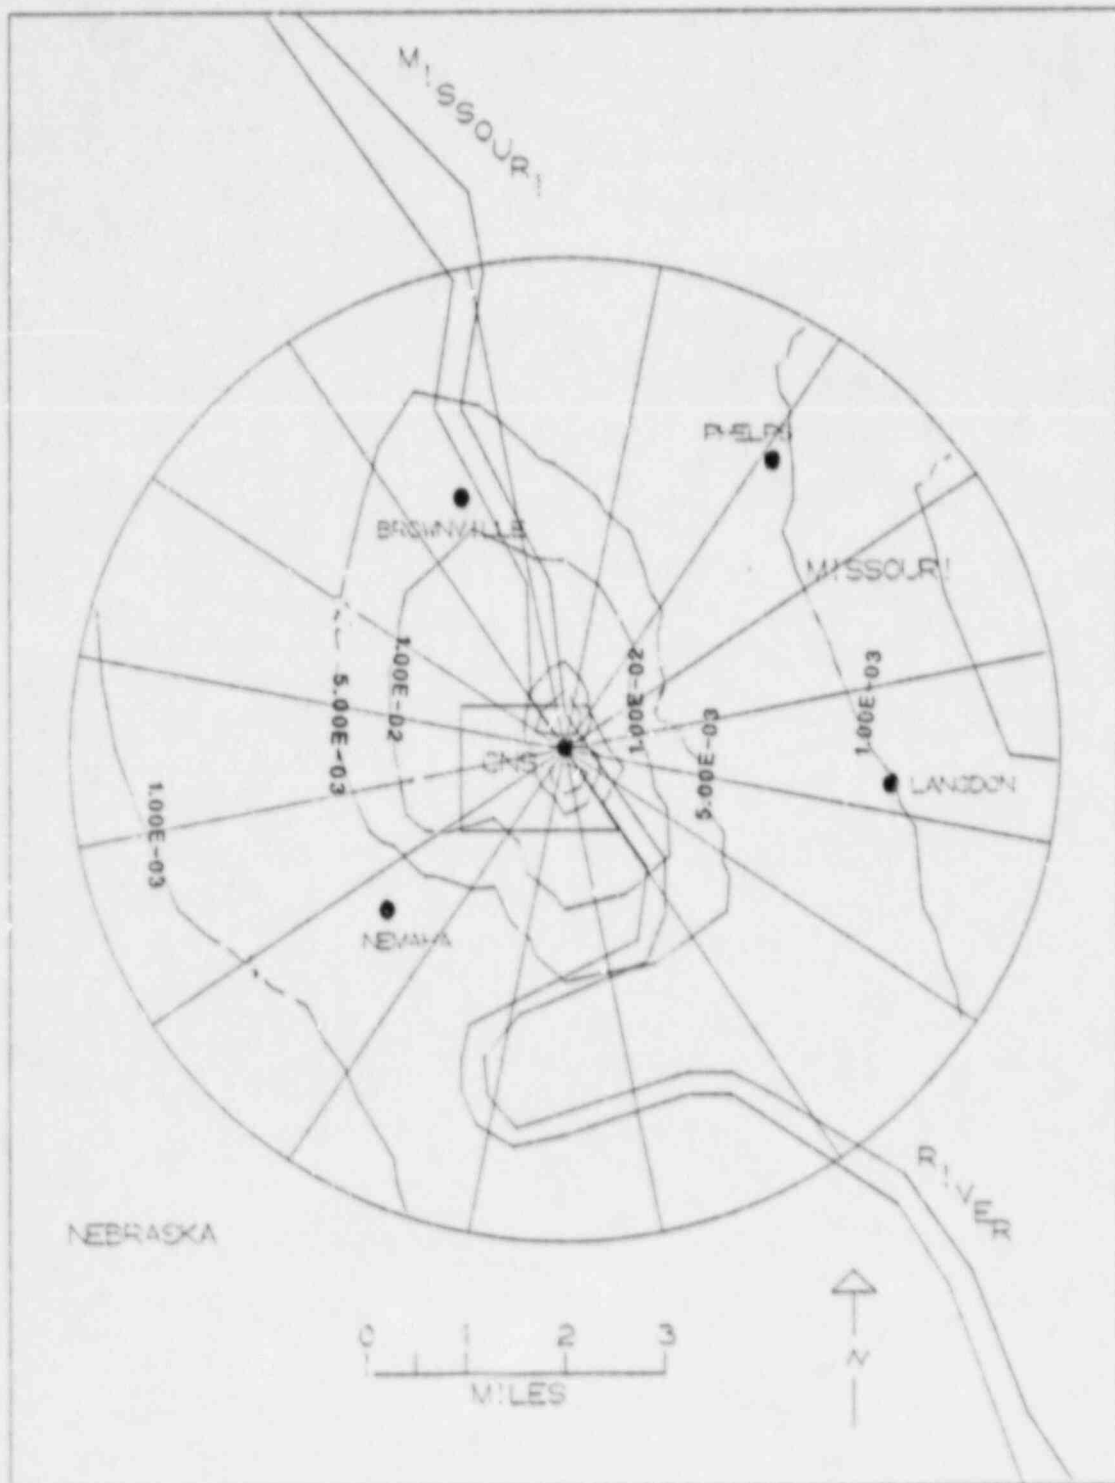 MISSOURI
PHELPS
BROWNVILLE
MISSOURI
1.00E-02
5.00E-03
1.00E-02
5.00E-03
1.00E-03
1.00E-03
CNS
LANGDON
NEMAHA
RIVER
NEBRASKA
0 1 2 3
MILES
N